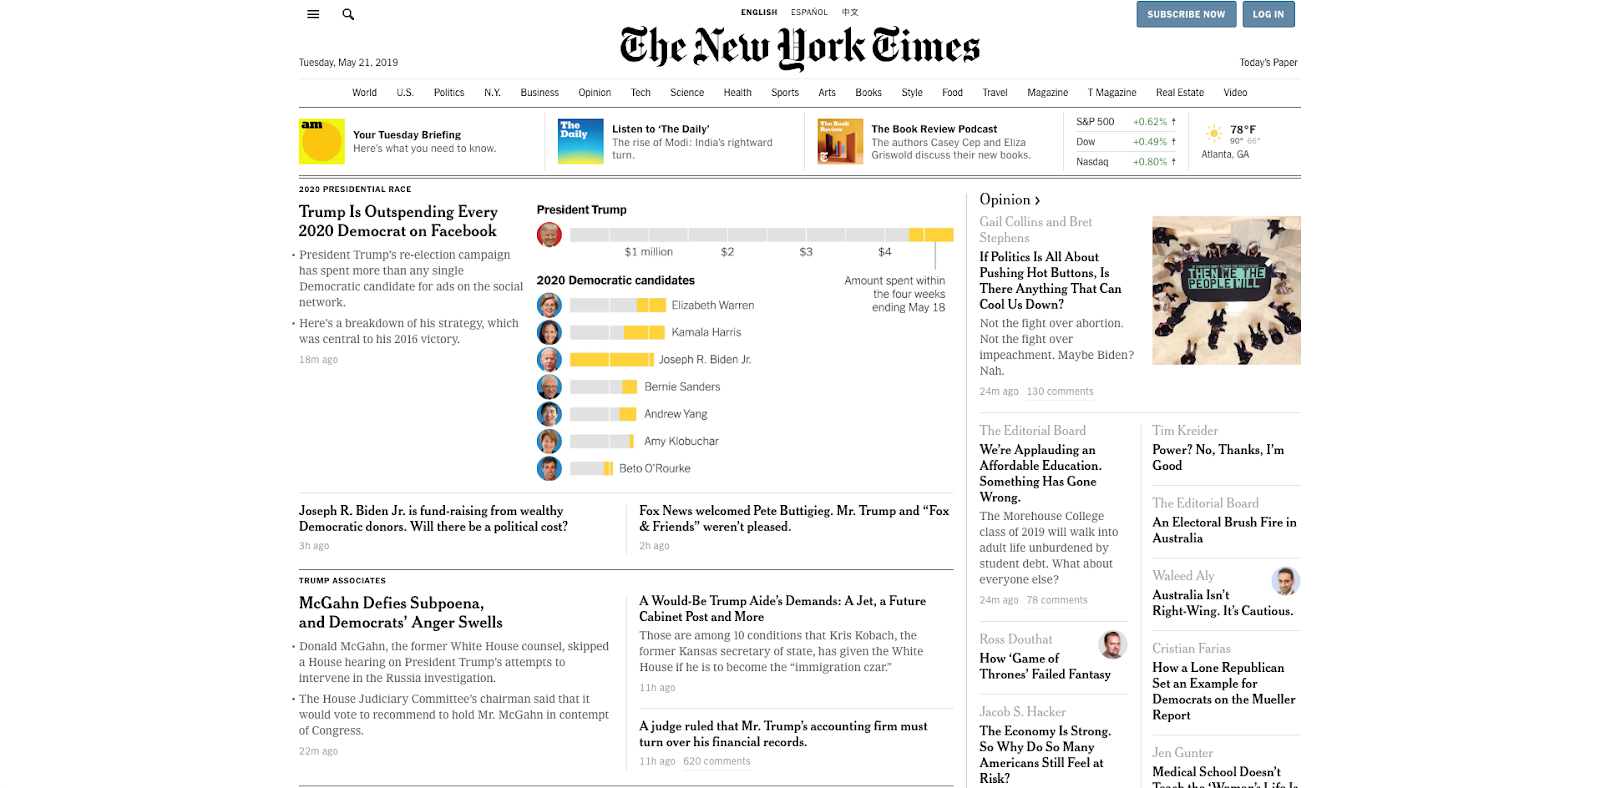 ENGLISH ESPAÑOL 中文
SUBSCRIBE NOW LOG IN
The New York Times
Tuesday, May 21, 2019
Today's Paper
World U.S. Politics N.Y. Business Opinion Tech Science Health Sports Arts Books Style Food Travel Magazine T Magazine Real Estate Video
am
Your Tuesday Briefing
Here's what you need to know.
The
Daily
Listen to 'The Daily'
The rise of Modi: India's rightward
turn.
The Book
Review
The Book Review Podcast
The authors Casey Cep and Eliza
Griswold discuss their new books.
S&P 500 +0.62% ↑
Dow +0.49% ↑
Nasdaq +0.80% ↑
78°F
90° 66°
Atlanta, GA
2020 PRESIDENTIAL RACE
Trump Is Outspending Every
2020 Democrat on Facebook
• President Trump's re-election campaign
has spent more than any single
Democratic candidate for ads on the social
network.
• Here's a breakdown of his strategy, which
was central to his 2016 victory.
18m ago
President Trump
$1 million $2 $3 $4
Amount spent within
the four weeks
ending May 18
2020 Democratic candidates
Elizabeth Warren
Kamala Harris
Joseph R. Biden Jr.
Bernie Sanders
Andrew Yang
Amy Klobuchar
Beto O'Rourke
Joseph R. Biden Jr. is fund-raising from wealthy
Democratic donors. Will there be a political cost?
3h ago
Fox News welcomed Pete Buttigieg. Mr. Trump and "Fox
& Friends" weren't pleased.
2h ago
TRUMP ASSOCIATES
McGahn Defies Subpoena,
and Democrats' Anger Swells
• Donald McGahn, the former White House counsel, skipped
a House hearing on President Trump's attempts to
intervene in the Russia investigation.
• The House Judiciary Committee's chairman said that it
would vote to recommend to hold Mr. McGahn in contempt
of Congress.
22m ago
A Would-Be Trump Aide's Demands: A Jet, a Future
Cabinet Post and More
Those are among 10 conditions that Kris Kobach, the
former Kansas secretary of state, has given the White
House if he is to become the "immigration czar."
11h ago
A judge ruled that Mr. Trump's accounting firm must
turn over his financial records.
11h ago 620 comments
Opinion ›
Gail Collins and Bret
Stephens
If Politics Is All About
Pushing Hot Buttons, Is
There Anything That Can
Cool Us Down?
Not the fight over abortion.
Not the fight over
impeachment. Maybe Biden?
Nah.
24m ago 130 comments
THEN WE THE
PEOPLE WILL
The Editorial Board
We're Applauding an
Affordable Education.
Something Has Gone
Wrong.
The Morehouse College
class of 2019 will walk into
adult life unburdened by
student debt. What about
everyone else?
24m ago 78 comments
Ross Douthat
How 'Game of
Thrones' Failed Fantasy
Jacob S. Hacker
The Economy Is Strong.
So Why Do So Many
Americans Still Feel at
Risk?
Tim Kreider
Power? No, Thanks, I'm
Good
The Editorial Board
An Electoral Brush Fire in
Australia
Waleed Aly
Australia Isn't
Right-Wing. It's Cautious.
Cristian Farias
How a Lone Republican
Set an Example for
Democrats on the Mueller
Report
Jen Gunter
Medical School Doesn't
Teach the 'Woman's Life Is